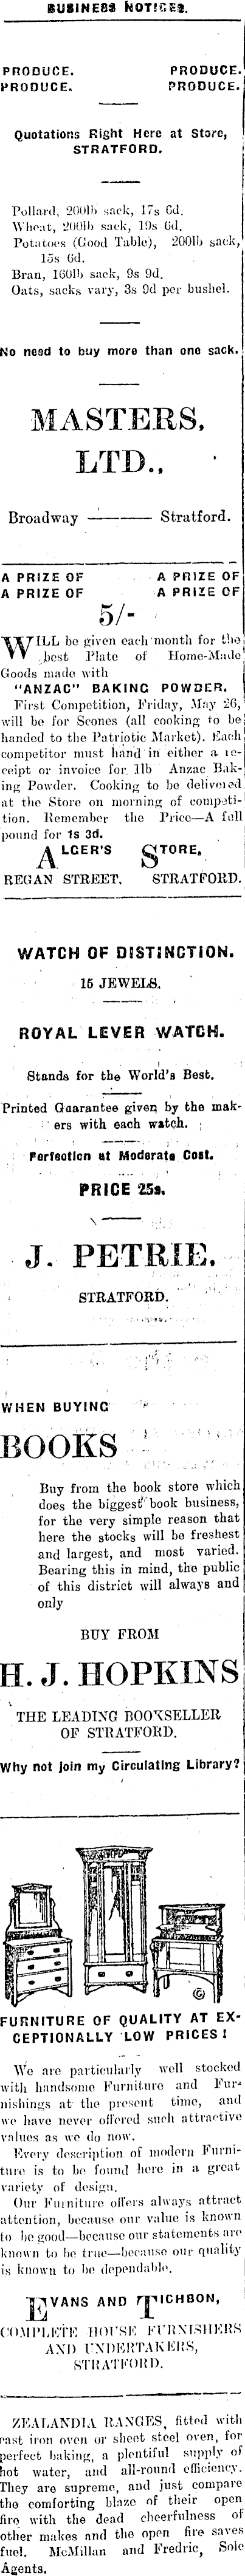 BUSINESS NOTICES.
PRODUCE. PRODUCE.
PRODUCE. PRODUCE.
Quotations Right Here at Store,
STRATFORD.
Pollard, 200lb sack, 17s 6d.
Wheat, 200lb sack, 19s 6d.
Potatoes (Good Table), 200lb sack,
15s 6d.
Bran, 160lb sack, 9s 9d.
Oats, sacks vary, 3s 9d per bushel.
No need to buy more than one sack.
MASTERS,
LTD.,
Broadway ——— Stratford.
A PRIZE OF A PRIZE OF
A PRIZE OF A PRIZE OF
5/-
WILL be given each month for the
best Plate of Home-Made
Goods made with
"ANZAC" BAKING POWDER.
First Competition, Friday, May 26,
will be for Scones (all cooking to be
handed to the Patriotic Market). Each
competitor must hand in either a re-
ceipt or invoice for 1lb Anzac Bak-
ing Powder. Cooking to be delivered
at the Store on morning of competi-
tion. Remember the Price—A full
pound for 1s 3d.
ALGER'S STORE,
REGAN STREET, STRATFORD.
WATCH OF DISTINCTION.
15 JEWELS.
ROYAL LEVER WATCH.
Stands for the World's Best.
Printed Guarantee given by the mak-
ers with each watch.
Perfection at Moderate Cost.
PRICE 25s.
J. PETRIE,
STRATFORD.
WHEN BUYING
BOOKS
Buy from the book store which
does the biggest book business,
for the very simple reason that
here the stocks will be freshest
and largest, and most varied.
Bearing this in mind, the public
of this district will always and
only
BUY FROM
H. J. HOPKINS
THE LEADING BOOKSELLER
OF STRATFORD.
Why not join my Circulating Library?
FURNITURE OF QUALITY AT EX-
CEPTIONALLY LOW PRICES!
We are particularly well stocked
with handsome Furniture and Fur-
nishings at the present time, and
we have never offered such attractive
values as we do now.
Every description of modern Furni-
ture is to be found here in a great
variety of design.
Our Furniture offers always attract
attention, because our value is known
to be good—because our statements are
known to be true—because our quality
is known to be dependable.
EVANS AND TICHBON,
COMPLETE HOUSE FURNISHERS
AND UNDERTAKERS,
STRATFORD.
ZEALANDIA RANGES, fitted with
cast iron oven or sheet steel oven, for
perfect baking, a plentiful supply of
hot water, and all-round efficiency.
They are supreme, and just compare
the comforting blaze of their open
fire with the dead cheerfulness of
other makes and the open fire saves
fuel. McMillan and Fredric, Sole
Agents.